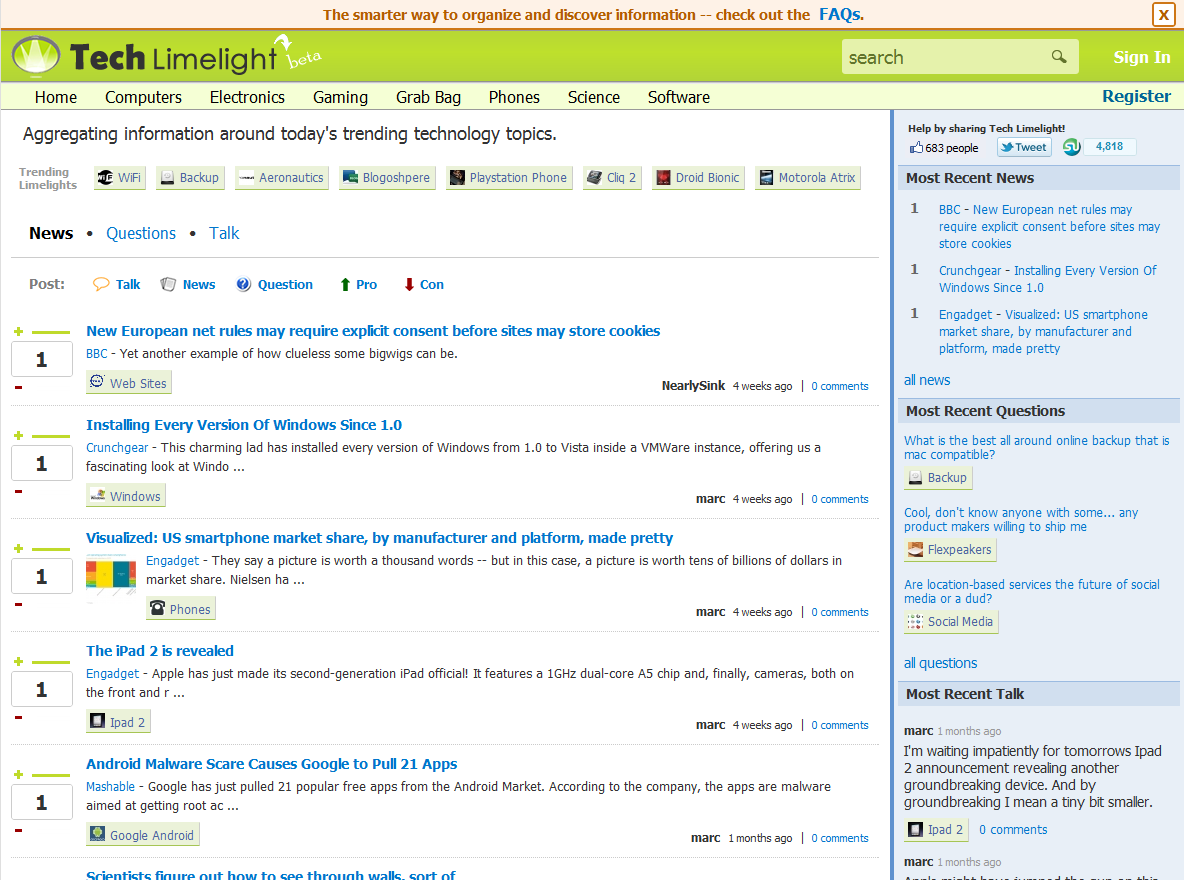 The smarter way to organize and discover information -- check out the FAQs.
X
Tech Limelight beta
search
Sign In
Home Computers Electronics Gaming Grab Bag Phones Science Software
Register
Aggregating information around today's trending technology topics.
Trending
Limelights
WiFi
Backup
Aeronautics
Blogoshpere
Playstation Phone
Cliq 2
Droid Bionic
Motorola Atrix
News • Questions • Talk
Post: Talk News Question Pro Con
New European net rules may require explicit consent before sites may store cookies
1
BBC - Yet another example of how clueless some bigwigs can be.
Web Sites
NearlySink 4 weeks ago | 0 comments
Installing Every Version Of Windows Since 1.0
1
Crunchgear - This charming lad has installed every version of Windows from 1.0 to Vista inside a VMWare instance, offering us a
fascinating look at Windo ...
Windows
marc 4 weeks ago | 0 comments
Visualized: US smartphone market share, by manufacturer and platform, made pretty
1
Engadget - They say a picture is worth a thousand words -- but in this case, a picture is worth tens of billions of dollars in
market share. Nielsen ha ...
Phones
marc 4 weeks ago | 0 comments
The iPad 2 is revealed
1
Engadget - Apple has just made its second-generation iPad official! It features a 1GHz dual-core A5 chip and, finally, cameras, both on
the front and r ...
Ipad 2
marc 4 weeks ago | 0 comments
Android Malware Scare Causes Google to Pull 21 Apps
1
Mashable - Google has just pulled 21 popular free apps from the Android Market. According to the company, the apps are malware
aimed at getting root ac ...
Google Android
marc 1 months ago | 0 comments
Scientists figure out how to see through walls, sort of
Help by sharing Tech Limelight!
683 people
Tweet
4,818
Most Recent News
1 BBC - New European net rules may
require explicit consent before sites may
store cookies
1 Crunchgear - Installing Every Version Of
Windows Since 1.0
1 Engadget - Visualized: US smartphone
market share, by manufacturer and
platform, made pretty
all news
Most Recent Questions
What is the best all around online backup that is
mac compatible?
Backup
Cool, don't know anyone with some... any
product makers willing to ship me
Flexpeakers
Are location-based services the future of social
media or a dud?
Social Media
all questions
Most Recent Talk
marc 1 months ago
I'm waiting impatiently for tomorrows Ipad
2 announcement revealing another
groundbreaking device. And by
groundbreaking I mean a tiny bit smaller.
Ipad 2 0 comments
marc 1 months ago
Apple might have jumped the gun on this